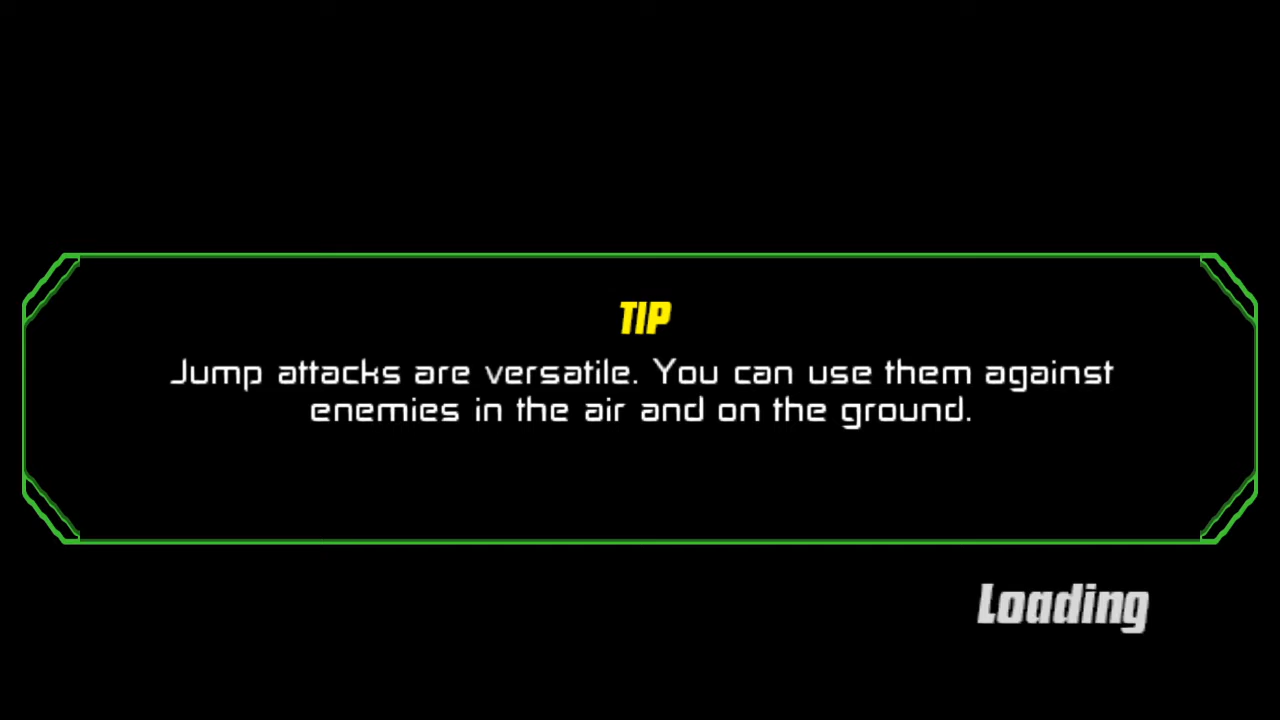 TIP
Jump attacks are versatile. You can use them against
enemies in the air and on the ground.
Loading